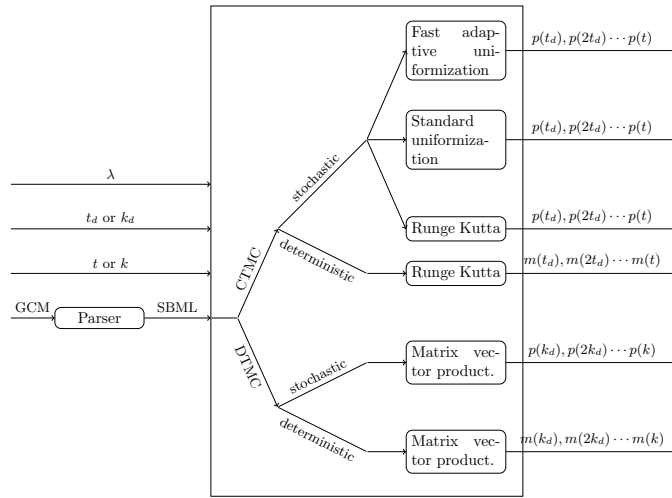 Fast adap-
tive uni-
formization
p(t_d), p(2t_d) ⋯ p(t)
Standard
uniformiza-
tion
p(t_d), p(2t_d) ⋯ p(t)
stochastic
λ
t_d or k_d
Runge Kutta
p(t_d), p(2t_d) ⋯ p(t)
deterministic
CTMC
t or k
Runge Kutta
m(t_d), m(2t_d) ⋯ m(t)
GCM
Parser
SBML
DTMC
stochastic
Matrix vec-
tor product.
p(k_d), p(2k_d) ⋯ p(k)
deterministic
Matrix vec-
tor product.
m(k_d), m(2k_d) ⋯ m(k)